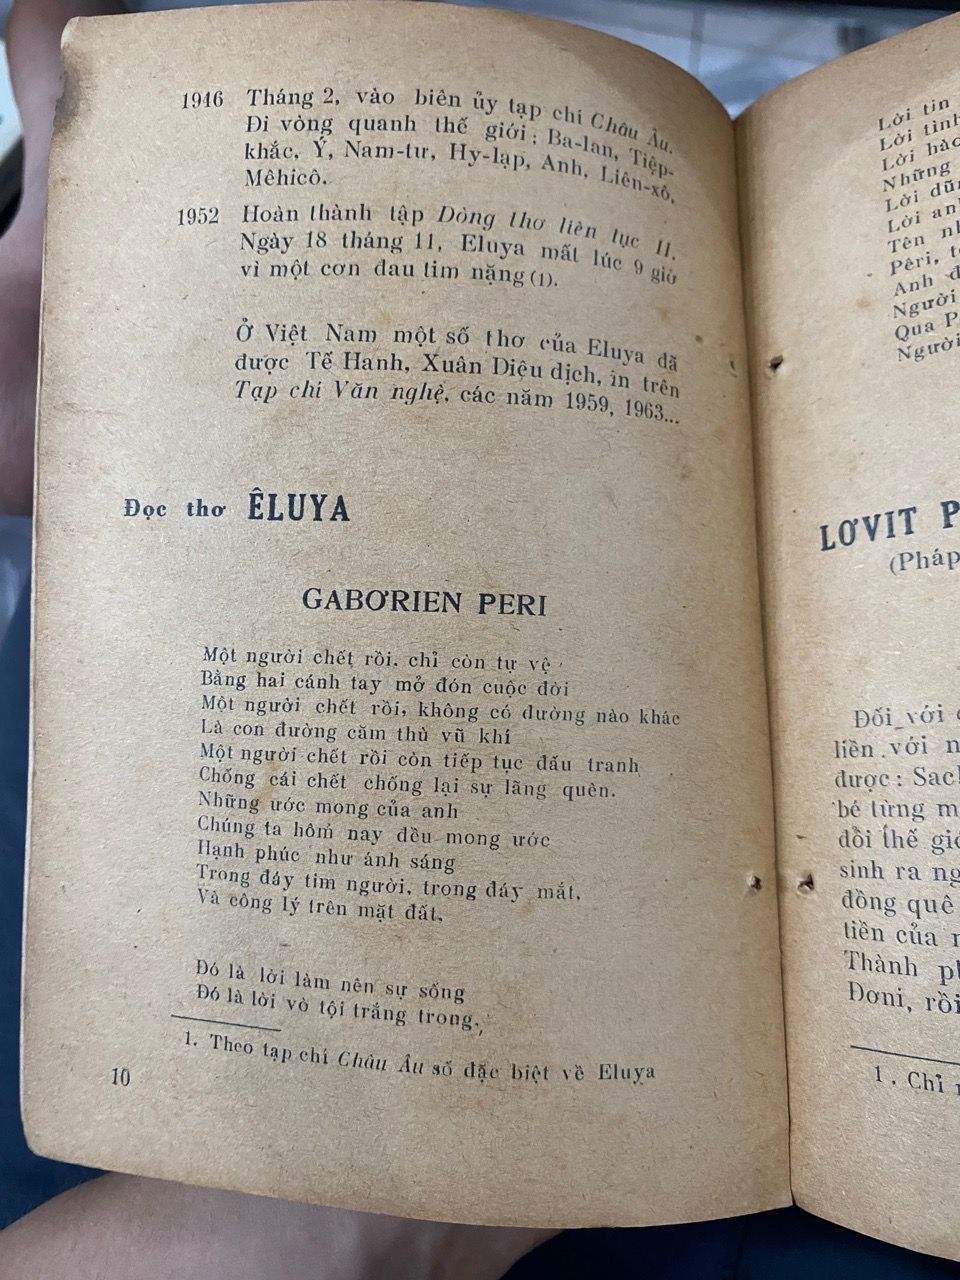 1946 Tháng 2, vào biên ủy tạp chí Châu Âu.
Đi vòng quanh thế giới : Ba-lan, Tiệp-
khắc, Ý, Nam-tư, Hy-lạp, Anh, Liên-xô,
Mêhicô.
1952 Hoàn thành tập Dòng thơ liên tục II.
Ngày 18 tháng 11, Eluya mất lúc 9 giờ
vì một cơn đau tim nặng (1).
Ở Việt Nam một số thơ của Eluya đã
được Tế Hanh, Xuân Diệu dịch, in trên
Tạp chí Văn nghệ, các năm 1959, 1963...
Đọc thơ ÊLUYA
GABƠRIEN PERI
Một người chết rồi. chỉ còn tự vệ
Bằng hai cánh tay mở đón cuộc đời
Một người chết rồi, không có đường nào khác
Là con đường căm thù vũ khí
Một người chết rồi còn tiếp tục đấu tranh
Chống cái chết chống lại sự lãng quên.
Những ước mong của anh
Chúng ta hôm nay đều mong ước
Hạnh phúc như ánh sáng
Trong đáy tim người, trong đáy mắt,
Và công lý trên mặt đất,
Đó là lời làm nên sự sống
Đó là lời vô tội trắng trong.
1. Theo tạp chí Châu Âu số đặc biệt về Eluya
10
Lời tin
Lời tình
Lời hào
Những
Lời dũn
Lời anh
Tên nh
Pêri, t
Anh đ
Người
Qua P
Người
LƠVIT P
(Pháp
Đối với
liền với n
được : Sac
bé từng m
đồi thế giớ
sinh ra ng
đồng quê
tiền của n
Thành ph
Đơni, rồi
1. Chỉ